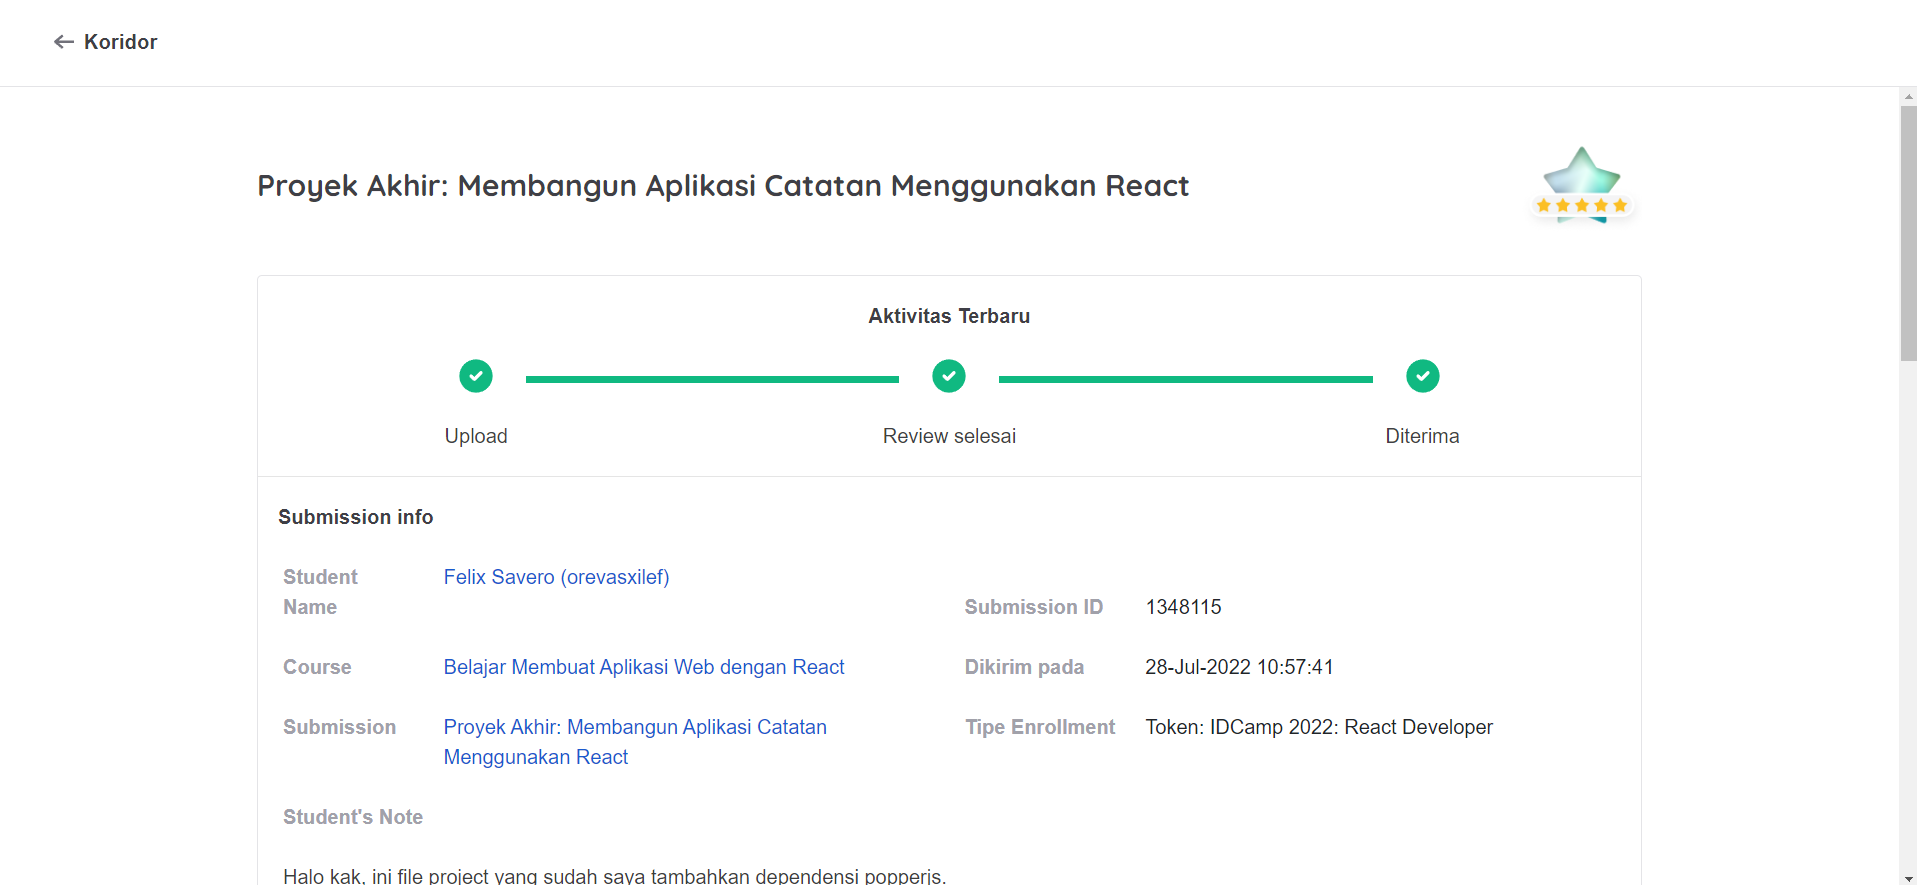 Koridor
Proyek Akhir: Membangun Aplikasi Catatan Menggunakan React
Aktivitas Terbaru
Upload
Review selesai
Diterima
Submission info
Student
Name
Felix Savero (orevasxilef)
Submission ID
1348115
Course
Belajar Membuat Aplikasi Web dengan React
Dikirim pada
28-Jul-2022 10:57:41
Submission
Proyek Akhir: Membangun Aplikasi Catatan
Menggunakan React
Tipe Enrollment
Token: IDCamp 2022: React Developer
Student's Note
Halo kak, ini file project yang sudah saya tambahkan dependensi popperjs.